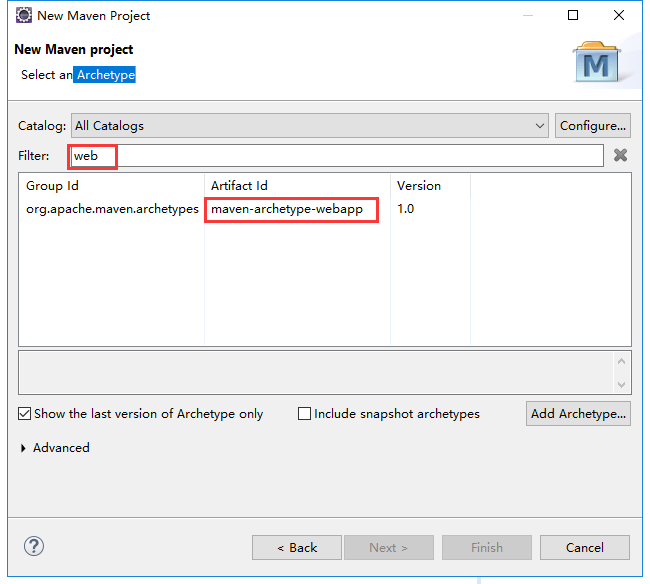 New Maven Project
New Maven project
Select an Archetype
M
Catalog: All Catalogs Configure...
Filter: web
Group Id Artifact Id Version
org.apache.maven.archetypes maven-archetype-webapp 1.0
Show the last version of Archetype only Include snapshot archetypes Add Archetype...
Advanced
? < Back Next > Finish Cancel